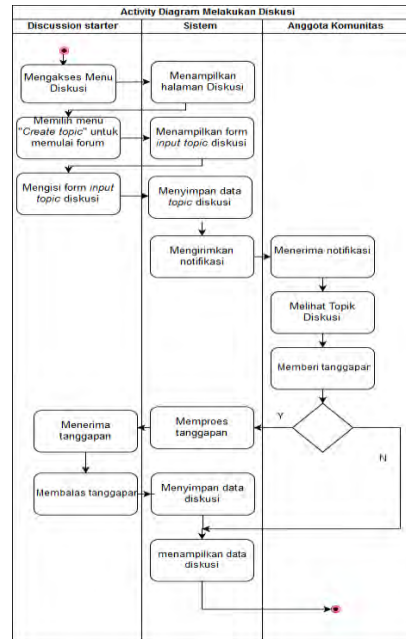 Activity Diagram Melakukan Diskusi
Discussion starter
Sistem
Anggota Komunitas
Mengakses Menu
Diskusi
Menampilkan
halaman Diskusi
Memilih menu
"Create topic" untuk
memulai forum
Menampilkan form
input topic diskusi
Mengisi form input
topic diskusi
Menyimpan data
topic diskusi
Mengirimkan
notifikasi
Menerima notifikasi
Melihat Topik
Diskusi
Memberi tanggapan
Y
N
Memproes
tanggapan
Menerima
tanggapan
Membalas tanggapan
Menyimpan data
diskusi
menampilkan data
diskusi